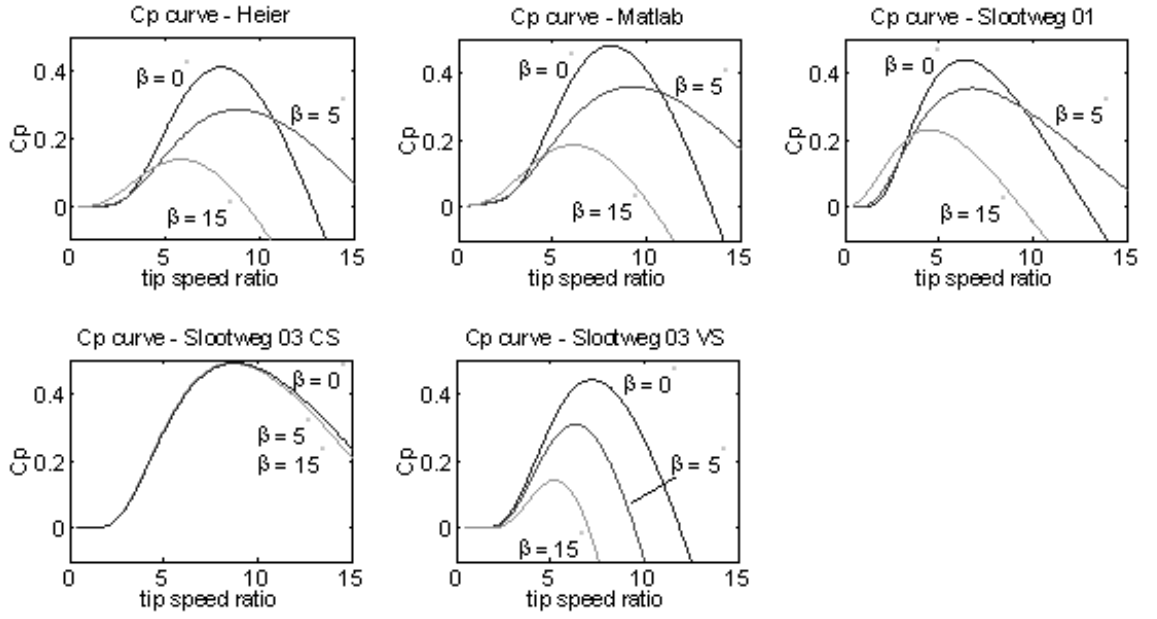 Cp curve - Heier
Cp
0.4
0.2
0
β = 0°
β = 5°
β = 15°
0 5 10 15
tip speed ratio
Cp curve - Matlab
Cp
0.4
0.2
0
β = 0°
β = 5°
β = 15°
0 5 10 15
tip speed ratio
Cp curve - Slootweg 01
Cp
0.4
0.2
0
β = 0°
β = 5°
β = 15°
0 5 10 15
tip speed ratio
Cp curve - Slootweg 03 CS
Cp
0.4
0.2
0
β = 0°
β = 5°
β = 15°
0 5 10 15
tip speed ratio
Cp curve - Slootweg 03 VS
Cp
0.4
0.2
0
β = 0°
β = 5°
β = 15°
0 5 10 15
tip speed ratio